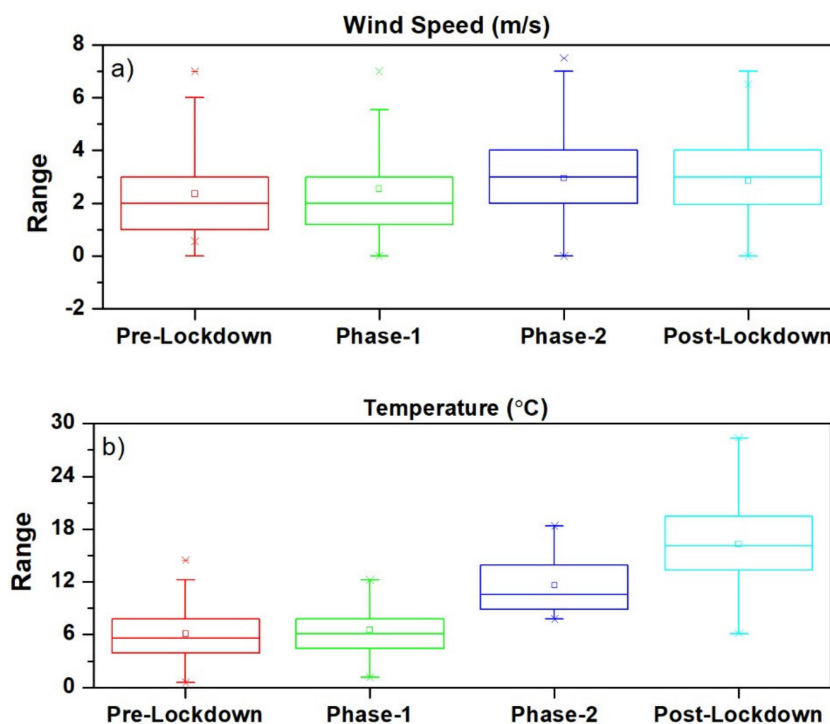 Wind Speed (m/s)
a)
8
6
4
2
0
-2
Range
Pre-Lockdown Phase-1 Phase-2 Post-Lockdown
Temperature (°C)
b)
30
24
18
12
6
0
Range
Pre-Lockdown Phase-1 Phase-2 Post-Lockdown